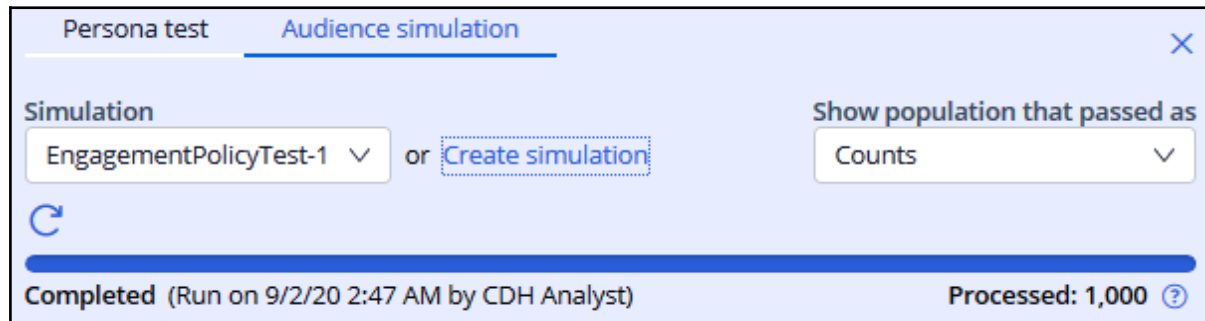 Persona test Audience simulation
Simulation Show population that passed as
EngagementPolicyTest-1 or Create simulation Counts
Completed (Run on 9/2/20 2:47 AM by CDH Analyst) Processed: 1,000 ?